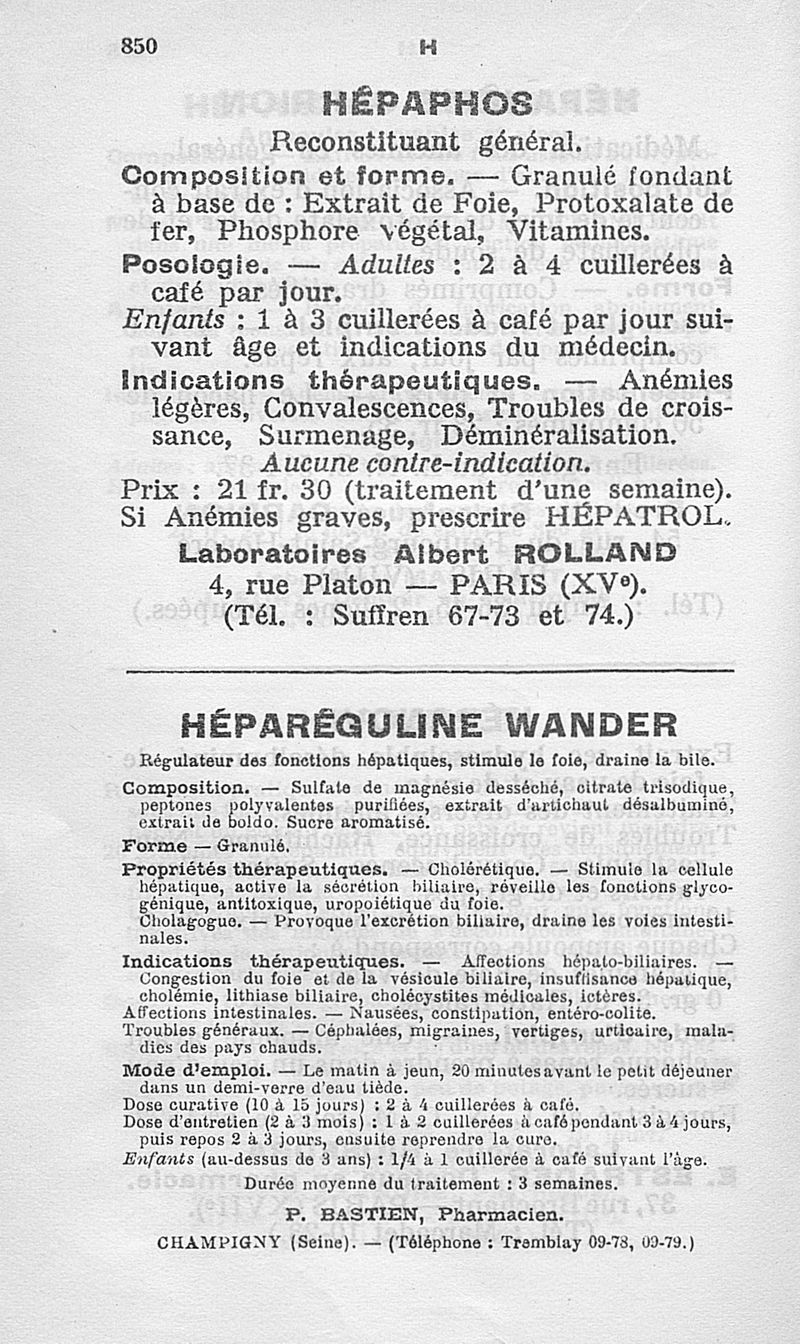 850 H
HÉPAPHOS
Reconstituant général.
Composition et forme. — Granulé fondant
à base de : Extrait de Foie, Protoxalate de
fer, Phosphore végétal, Vitamines.
Posologie. — Adultes : 2 à 4 cuillerées à
café par jour.
Enfants : 1 à 3 cuillerées à café par jour sui-
vant âge et indications du médecin.
Indications thérapeutiques. — Anémies
légères, Convalescences, Troubles de crois-
sance, Surmenage, Déminéralisation.
Aucune contre-indication.
Prix : 21 fr. 30 (traitement d'une semaine).
Si Anémies graves, prescrire HÉPATROL.
Laboratoires Albert ROLLAND
4, rue Platon — PARIS (XVe).
(Tél. : Suffren 67-73 et 74.)
HÉPARÉGULINE WANDER
Régulateur des fonctions hépatiques, stimule le foie, draine la bile.
Composition. — Sulfate de magnésie desséché, citrate trisodique,
peptones polyvalentes purifiées, extrait d'artichaut désalbuminé,
extrait de boldo. Sucre aromatisé.
Forme — Granulé.
Propriétés thérapeutiques. — Cholérétique. — Stimule la cellule
hépatique, active la sécrétion biliaire, réveille les fonctions glyco-
génique, antitoxique, uropoiétique du foie.
Cholagogue. — Provoque l'excrétion biliaire, draine les voies intesti-
nales.
Indications thérapeutiques. — Affections hépato-biliaires. —
Congestion du foie et de la vésicule biliaire, insuffisance hépatique,
cholémie, lithiase biliaire, cholécystites médicales, ictères.
Affections intestinales. — Nausées, constipation, entéro-colite.
Troubles généraux. — Céphalées, migraines, vertiges, urticaire, mala-
dies des pays chauds.
Mode d'emploi. — Le matin à jeun, 20 minutes avant le petit déjeuner
dans un demi-verre d'eau tiède.
Dose curative (10 à 15 jours) : 2 à 4 cuillerées à café.
Dose d'entretien (2 à 3 mois) : 1 à 2 cuillerées à café pendant 3 à 4 jours,
puis repos 2 à 3 jours, ensuite reprendre la cure.
Enfants (au-dessus de 3 ans) : 1/4 à 1 cuillerée à café suivant l'âge.
Durée moyenne du traitement : 3 semaines.
P. BASTIEN, Pharmacien.
CHAMPIGNY (Seine). — (Téléphone : Tremblay 09-78, 09-79.)